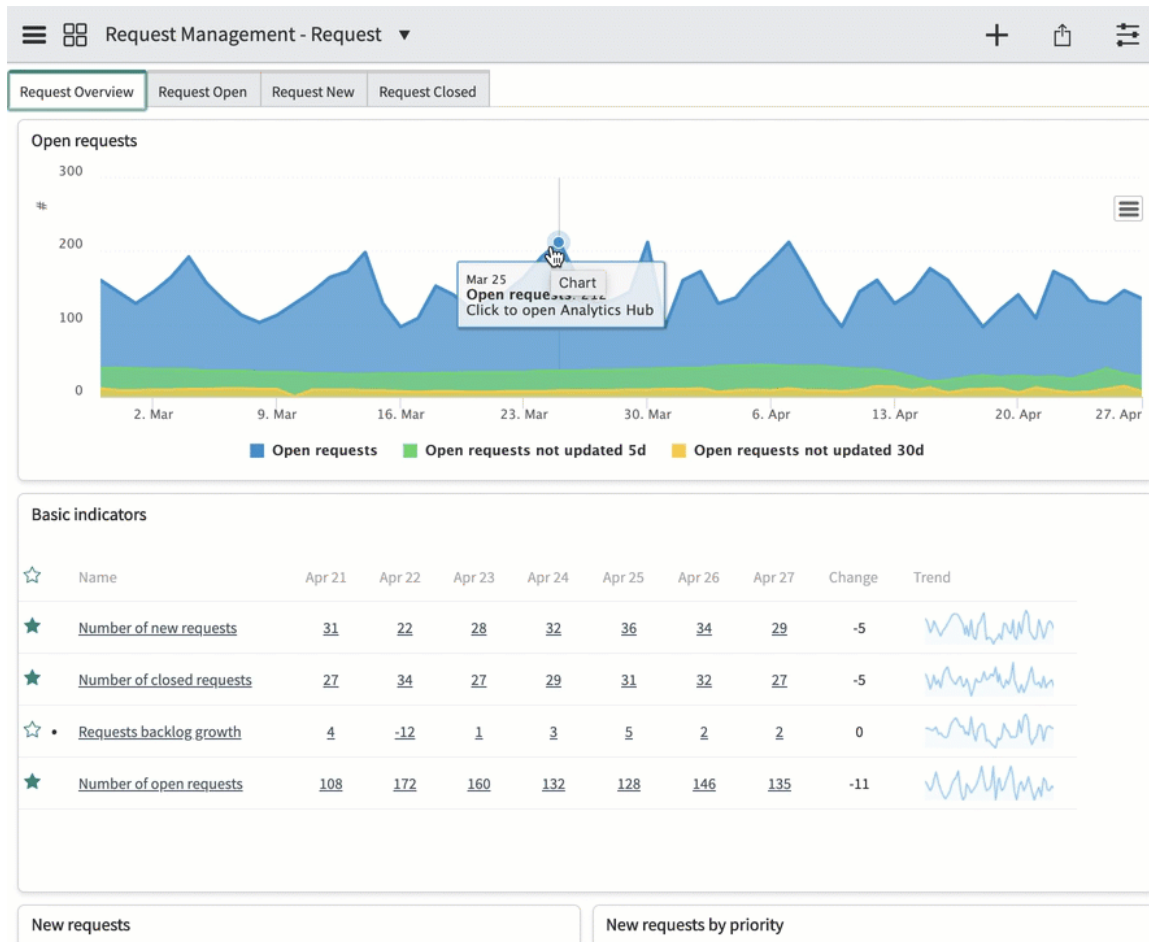 Request Management - Request ▼
Request Overview Request Open Request New Request Closed
Open requests
300
#
200
Mar 25
Chart
Open requests: 212
Click to open Analytics Hub
100
0
2. Mar 9. Mar 16. Mar 23. Mar 30. Mar 6. Apr 13. Apr 20. Apr 27. Apr
Open requests Open requests not updated 5d Open requests not updated 30d
Basic indicators
Name Apr 21 Apr 22 Apr 23 Apr 24 Apr 25 Apr 26 Apr 27 Change Trend
Number of new requests 31 22 28 32 36 34 29 -5
Number of closed requests 27 34 27 29 31 32 27 -5
Requests backlog growth 4 -12 1 3 5 2 2 0
Number of open requests 108 172 160 132 128 146 135 -11
New requests
New requests by priority